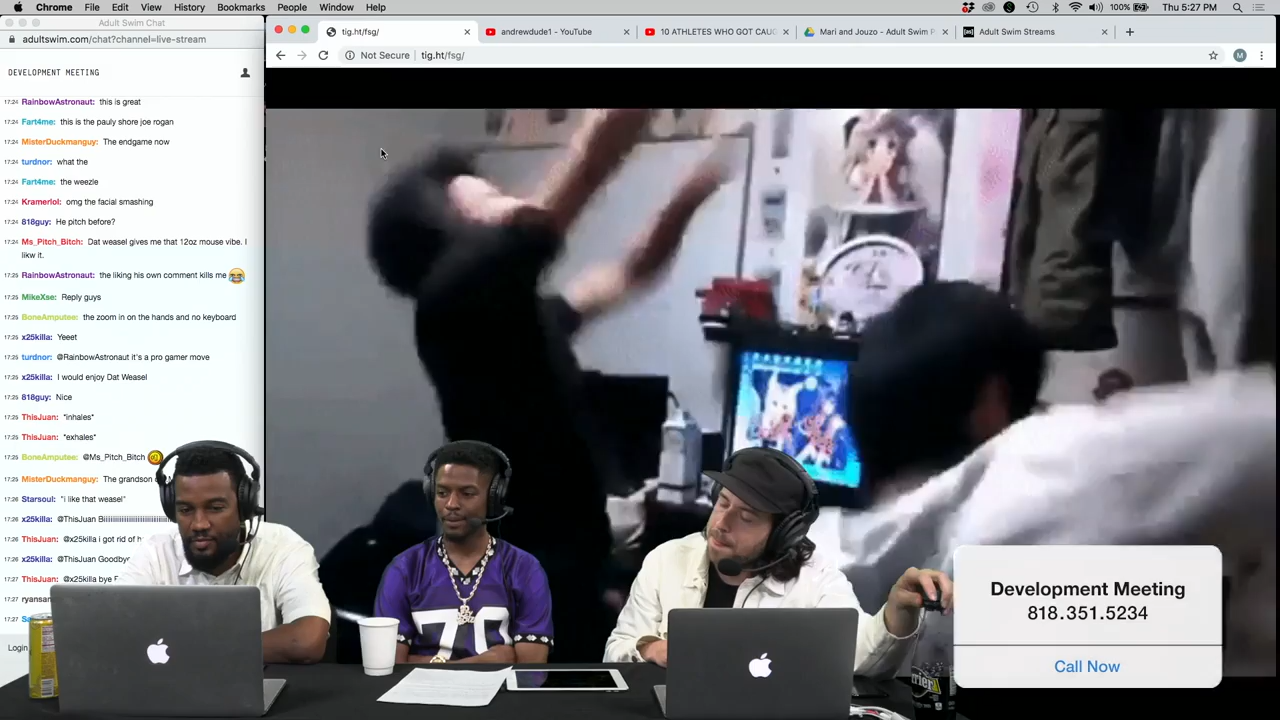 Chrome File Edit View History Bookmarks People Window Help
100% Thu 5:27 PM
Adult Swim Chat
adultswim.com/chat?channel=live-stream
DEVELOPMENT MEETING
17:24 RainbowAstronaut: this is great
17:24 Fart4me: this is the pauly shore joe rogan
17:24 MisterDuckmanguy: The endgame now
17:24 turdnor: what the
17:24 Fart4me: the weezle
17:24 Kramerlol: omg the facial smashing
17:24 818guy: He pitch before?
17:24 Ms_Pitch_Bitch: Dat weasel gives me that 12oz mouse vibe. I
likw it.
17:25 RainbowAstronaut: the liking his own comment kills me
17:25 MikeXse: Reply guys
17:25 BoneAmputee: the zoom in on the hands and no keyboard
17:25 x25killa: Yeeet
17:25 turdnor: @RainbowAstronaut it's a pro gamer move
17:25 x25killa: I would enjoy Dat Weasel
17:25 818guy: Nice
17:25 ThisJuan: *inhales*
17:25 ThisJuan: *exhales*
17:25 BoneAmputee: @Ms_Pitch_Bitch
17:25 MisterDuckmanguy: The grandson
17:26 Starsoul: "i like that weasel"
17:26 x25killa: @ThisJuan
17:26 ThisJuan: @x25killa i got rid of
17:26 x25killa: @ThisJuan
17:27 ThisJuan: @x25killa bye
17:27
17:27
Login
tig.ht/fsg/
andrewdude1 - YouTube
10 ATHLETES WHO GOT CAUG
Mari and Jouzo - Adult Swim P
Adult Swim Streams
Not Secure tig.ht/fsg/
M
70
Development Meeting
818.351.5234
Call Now